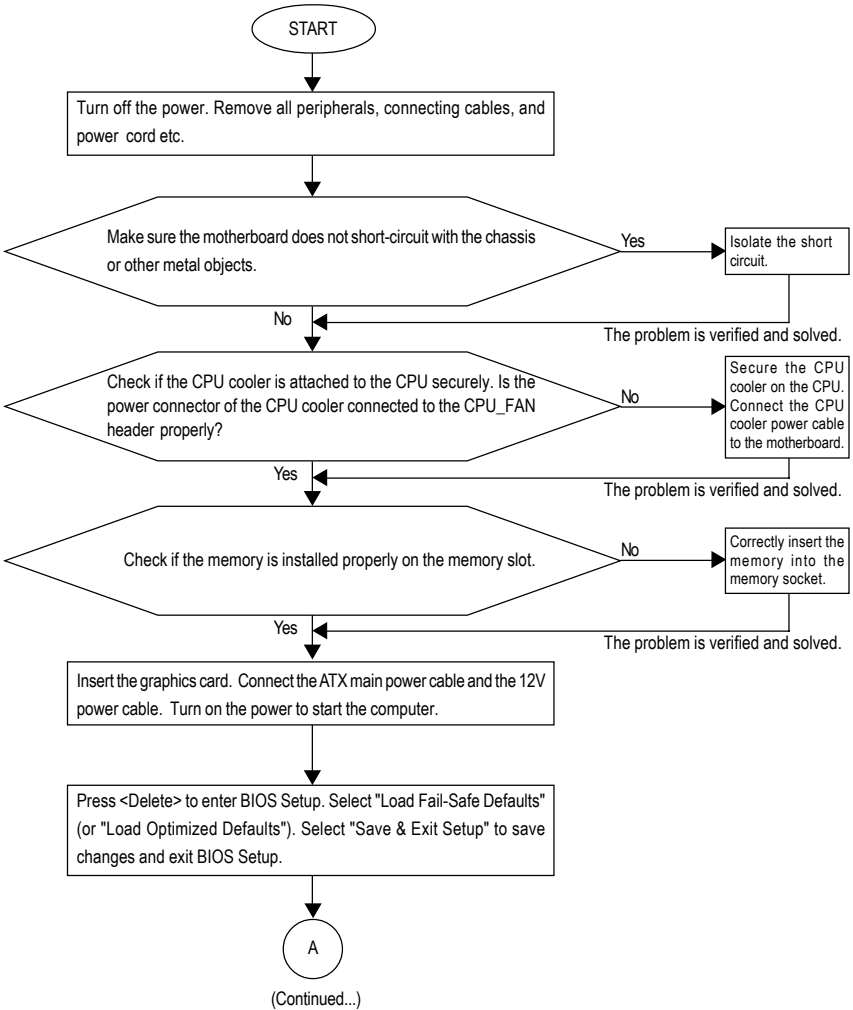 START
Turn off the power. Remove all peripherals, connecting cables, and
power cord etc.
Make sure the motherboard does not short-circuit with the chassis
or other metal objects.
Yes
Isolate the short
circuit.
No
The problem is verified and solved.
Check if the CPU cooler is attached to the CPU securely. Is the
power connector of the CPU cooler connected to the CPU_FAN
header properly?
No
Secure the CPU
cooler on the CPU.
Connect the CPU
cooler power cable
to the motherboard.
Yes
The problem is verified and solved.
Check if the memory is installed properly on the memory slot.
No
Correctly insert the
memory into the
memory socket.
Yes
The problem is verified and solved.
Insert the graphics card. Connect the ATX main power cable and the 12V
power cable. Turn on the power to start the computer.
Press <Delete> to enter BIOS Setup. Select "Load Fail-Safe Defaults"
(or "Load Optimized Defaults"). Select "Save & Exit Setup" to save
changes and exit BIOS Setup.
A
(Continued...)